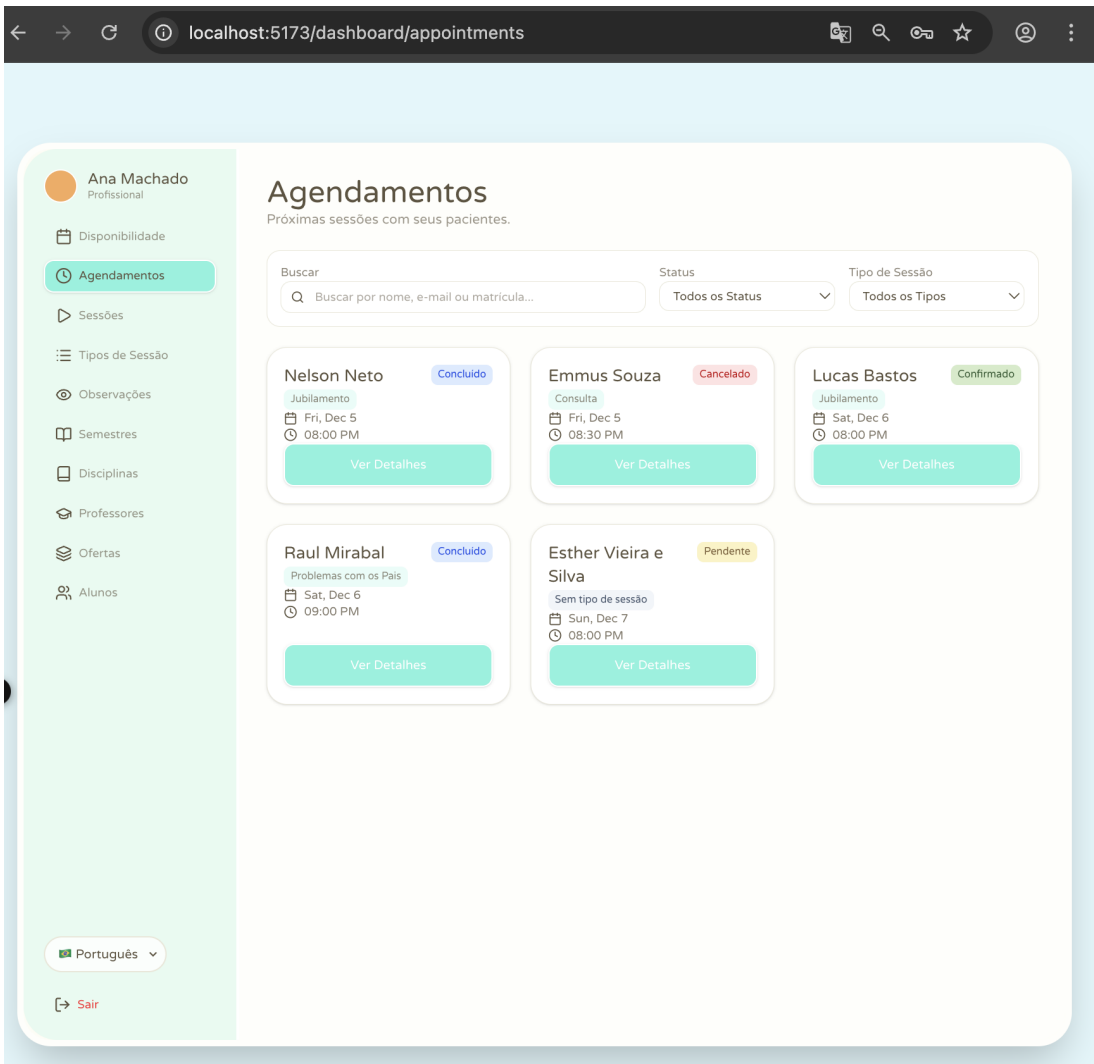 localhost:5173/dashboard/appointments
Ana Machado
Profissional
Disponibilidade
Agendamentos
Sessões
Tipos de Sessão
Observações
Semestres
Disciplinas
Professores
Ofertas
Alunos
Português
Sair
Agendamentos
Próximas sessões com seus pacientes.
Buscar
Buscar por nome, e-mail ou matrícula...
Status
Todos os Status
Tipo de Sessão
Todos os Tipos
Nelson Neto
Concluído
Jubilamento
Fri, Dec 5
08:00 PM
Ver Detalhes
Emmus Souza
Cancelado
Consulta
Fri, Dec 5
08:30 PM
Ver Detalhes
Lucas Bastos
Confirmado
Jubilamento
Sat, Dec 6
08:00 PM
Ver Detalhes
Raul Mirabal
Concluído
Problemas com os Pais
Sat, Dec 6
09:00 PM
Ver Detalhes
Esther Vieira e
Silva
Pendente
Sem tipo de sessão
Sun, Dec 7
08:00 PM
Ver Detalhes